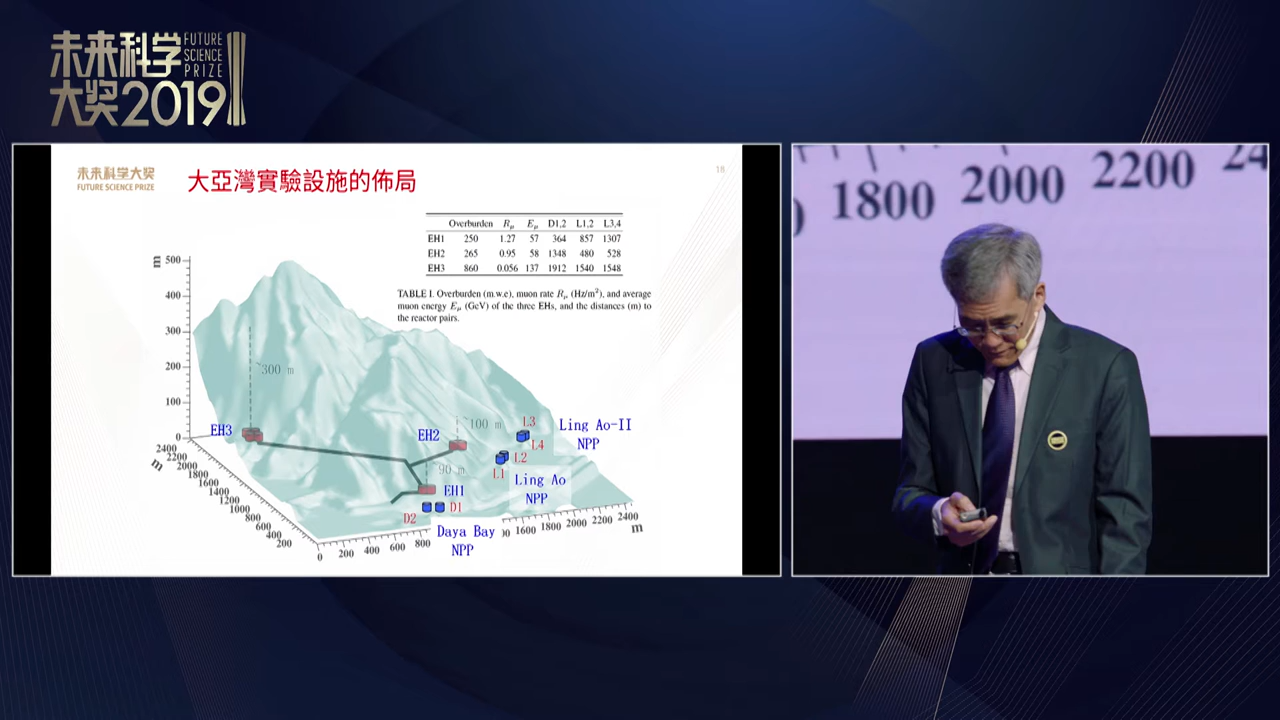 未来科学
大奖2019
FUTURE
SCIENCE
PRIZE
未来科学大奖
FUTURE SCIENCE PRIZE
大亞灣實驗設施的佈局
18
Overburden Rμ Eμ D1,2 L1,2 L3,4
EH1 250 1.27 57 364 857 1307
EH2 265 0.95 58 1348 480 528
EH3 860 0.056 137 1912 1540 1548
TABLE I. Overburden (m.w.e), muon rate Rμ (Hz/m²), and average
muon energy Eμ (GeV) of the three EHs, and the distances (m) to
the reactor pairs.
m
500
400
300
200
100
0
~300 m
EH3
EH2
~100 m
L3
L4
Ling Ao-II
NPP
L2
L1
Ling Ao
NPP
90 m
EH1
D2
D1
Daya Bay
NPP
2400
2200
2000
1800
1600
1400
1200
1000
800
600
400
200
m
0 200 400 600 800 1600 1800 2000 2200 2400
m
1800 2000 2200 24